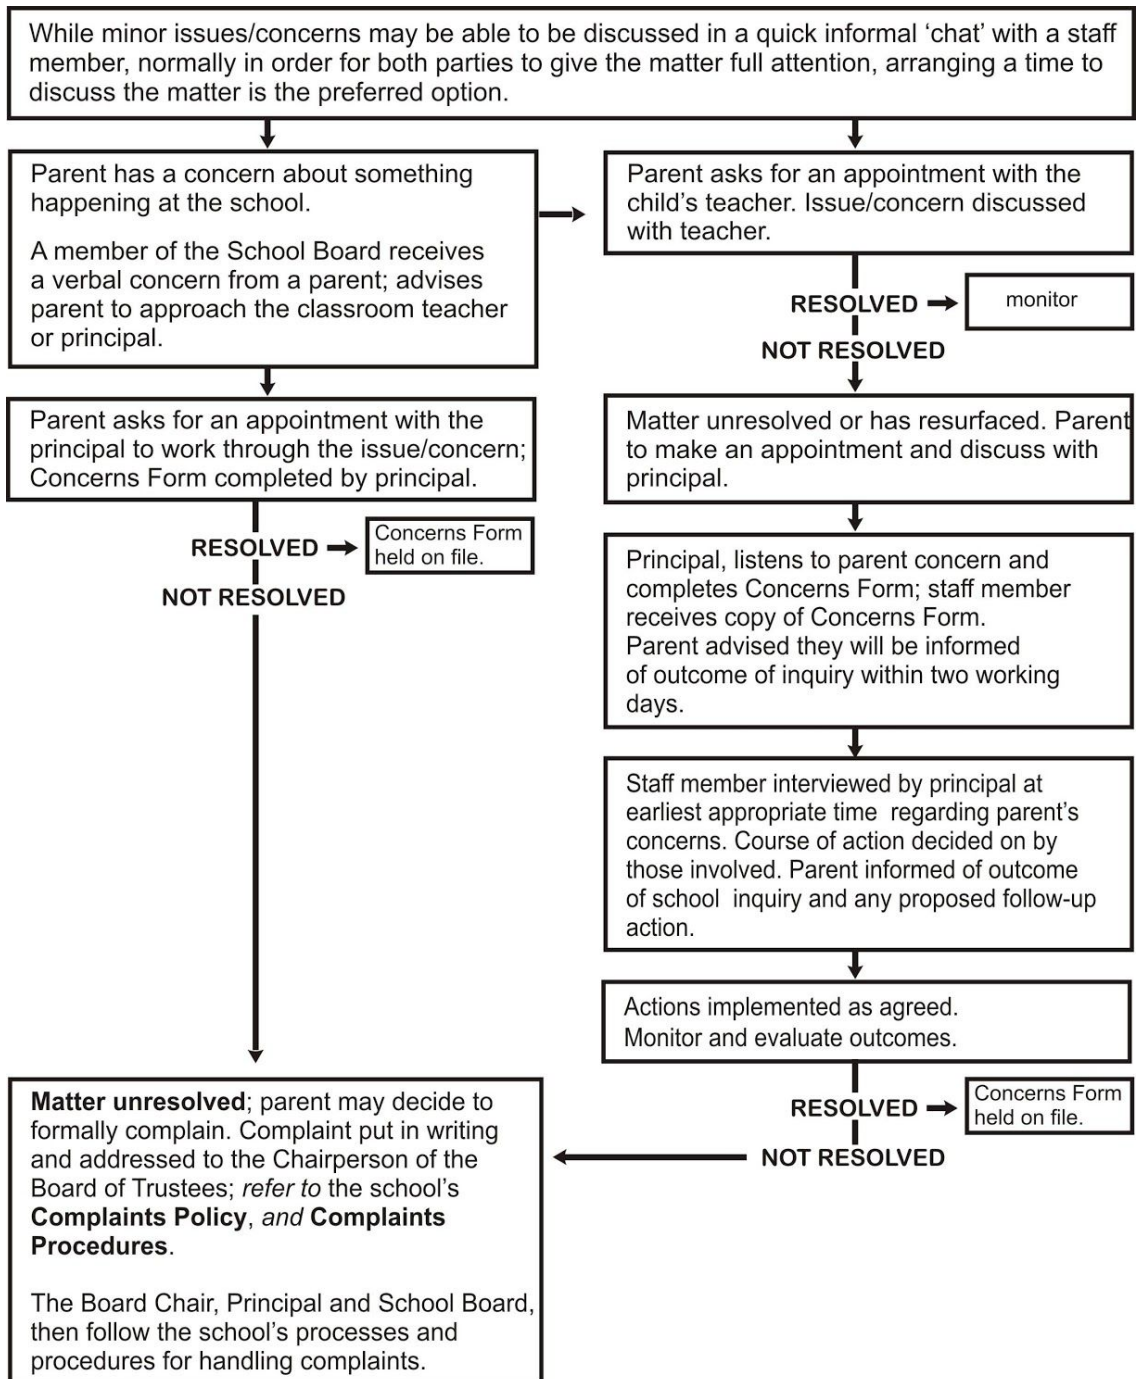 While minor issues/concerns may be able to be discussed in a quick informal ‘chat’ with a staff
member, normally in order for both parties to give the matter full attention, arranging a time to
discuss the matter is the preferred option.
Parent has a concern about something
happening at the school.
A member of the School Board receives
a verbal concern from a parent; advises
parent to approach the classroom teacher
or principal.
Parent asks for an appointment with the
child’s teacher. Issue/concern discussed
with teacher.
RESOLVED
monitor
NOT RESOLVED
Parent asks for an appointment with the
principal to work through the issue/concern;
Concerns Form completed by principal.
RESOLVED
Concerns Form
held on file.
NOT RESOLVED
Matter unresolved or has resurfaced. Parent
to make an appointment and discuss with
principal.
Principal, listens to parent concern and
completes Concerns Form; staff member
receives copy of Concerns Form.
Parent advised they will be informed
of outcome of inquiry within two working
days.
Staff member interviewed by principal at
earliest appropriate time regarding parent’s
concerns. Course of action decided on by
those involved. Parent informed of outcome
of school inquiry and any proposed follow-up
action.
Actions implemented as agreed.
Monitor and evaluate outcomes.
RESOLVED
Concerns Form
held on file.
NOT RESOLVED
Matter unresolved; parent may decide to
formally complain. Complaint put in writing
and addressed to the Chairperson of the
Board of Trustees; refer to the school’s
Complaints Policy, and Complaints
Procedures.
The Board Chair, Principal and School Board,
then follow the school’s processes and
procedures for handling complaints.